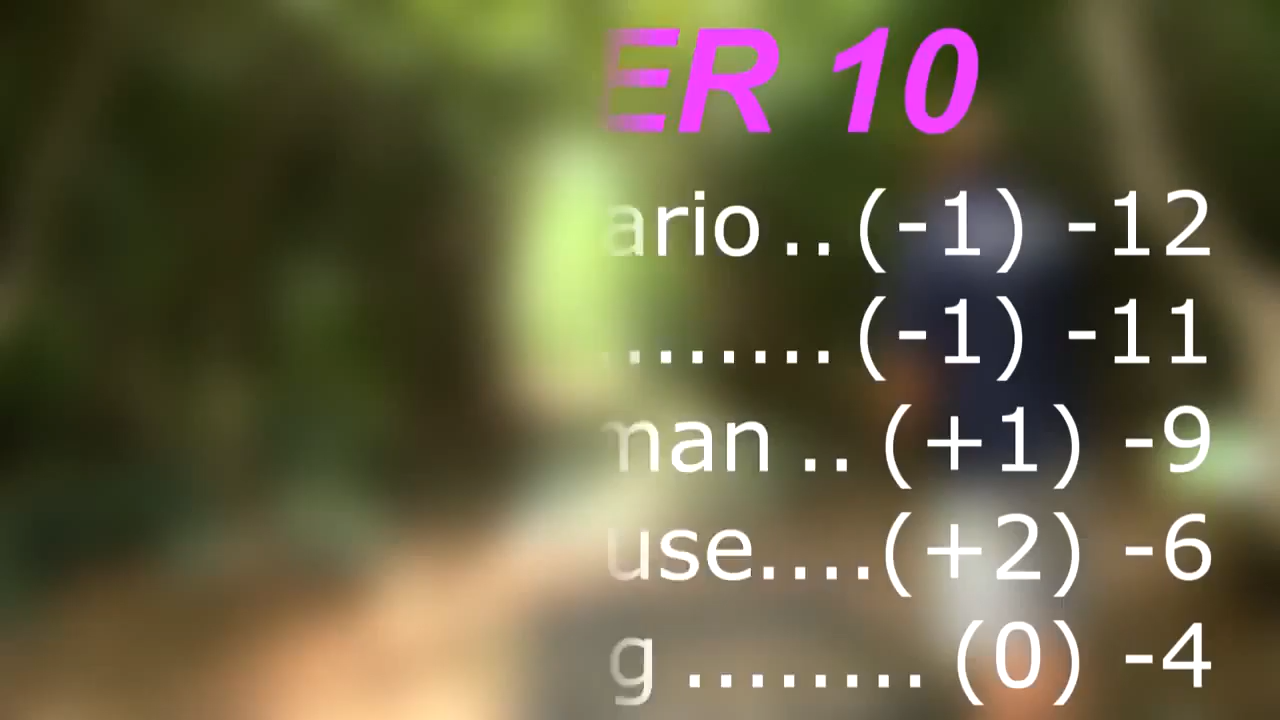 ER 10
ario .. (-1) -12
....... (-1) -11
man .. (+1) -9
use....(+2) -6
g ........ (0) -4